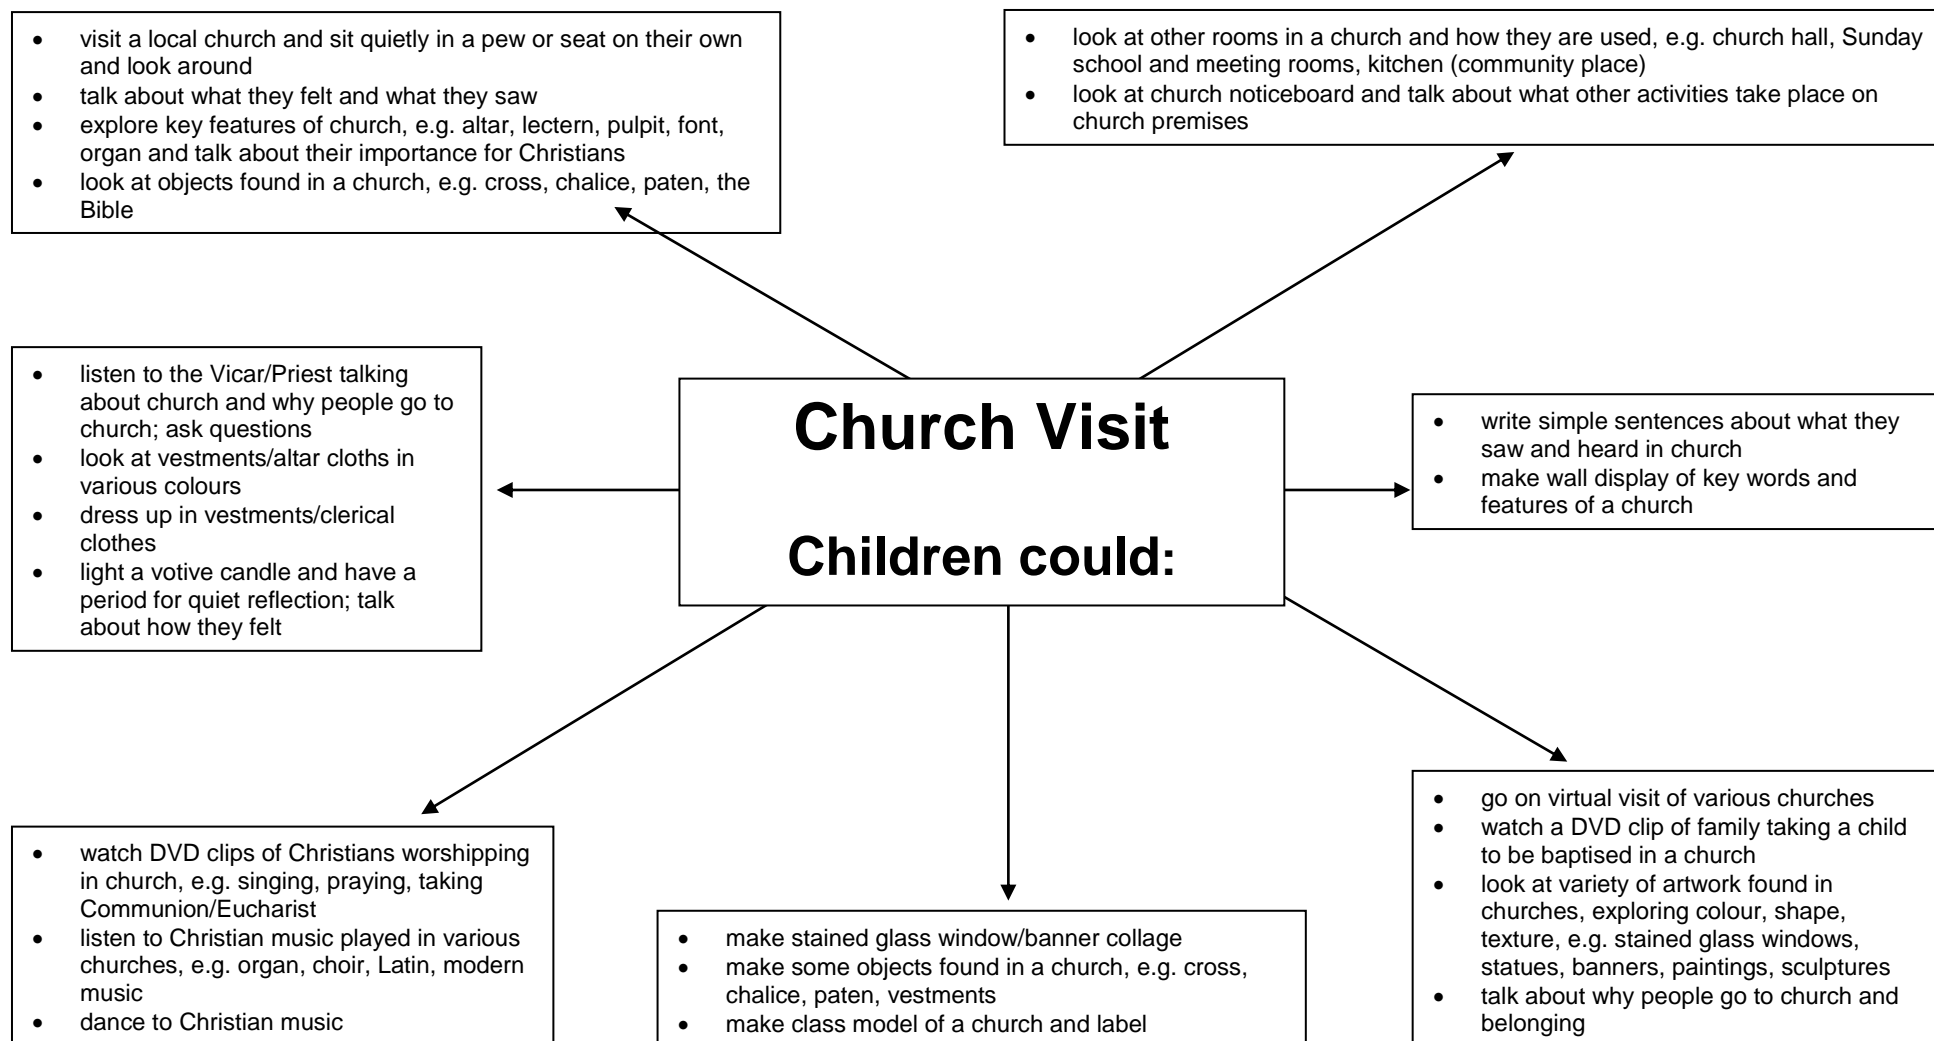 • visit a local church and sit quietly in a pew or seat on their own
and look around
• talk about what they felt and what they saw
• explore key features of church, e.g. altar, lectern, pulpit, font,
organ and talk about their importance for Christians
• look at objects found in a church, e.g. cross, chalice, paten, the
Bible
• look at other rooms in a church and how they are used, e.g. church hall, Sunday
school and meeting rooms, kitchen (community place)
• look at church noticeboard and talk about what other activities take place on
church premises
• listen to the Vicar/Priest talking
about church and why people go to
church; ask questions
• look at vestments/altar cloths in
various colours
• dress up in vestments/clerical
clothes
• light a votive candle and have a
period for quiet reflection; talk
about how they felt
Church Visit
Children could:
• write simple sentences about what they
saw and heard in church
• make wall display of key words and
features of a church
• watch DVD clips of Christians worshipping
in church, e.g. singing, praying, taking
Communion/Eucharist
• listen to Christian music played in various
churches, e.g. organ, choir, Latin, modern
music
• dance to Christian music
• make stained glass window/banner collage
• make some objects found in a church, e.g. cross,
chalice, paten, vestments
• make class model of a church and label
• go on virtual visit of various churches
• watch a DVD clip of family taking a child
to be baptised in a church
• look at variety of artwork found in
churches, exploring colour, shape,
texture, e.g. stained glass windows,
statues, banners, paintings, sculptures
• talk about why people go to church and
belonging